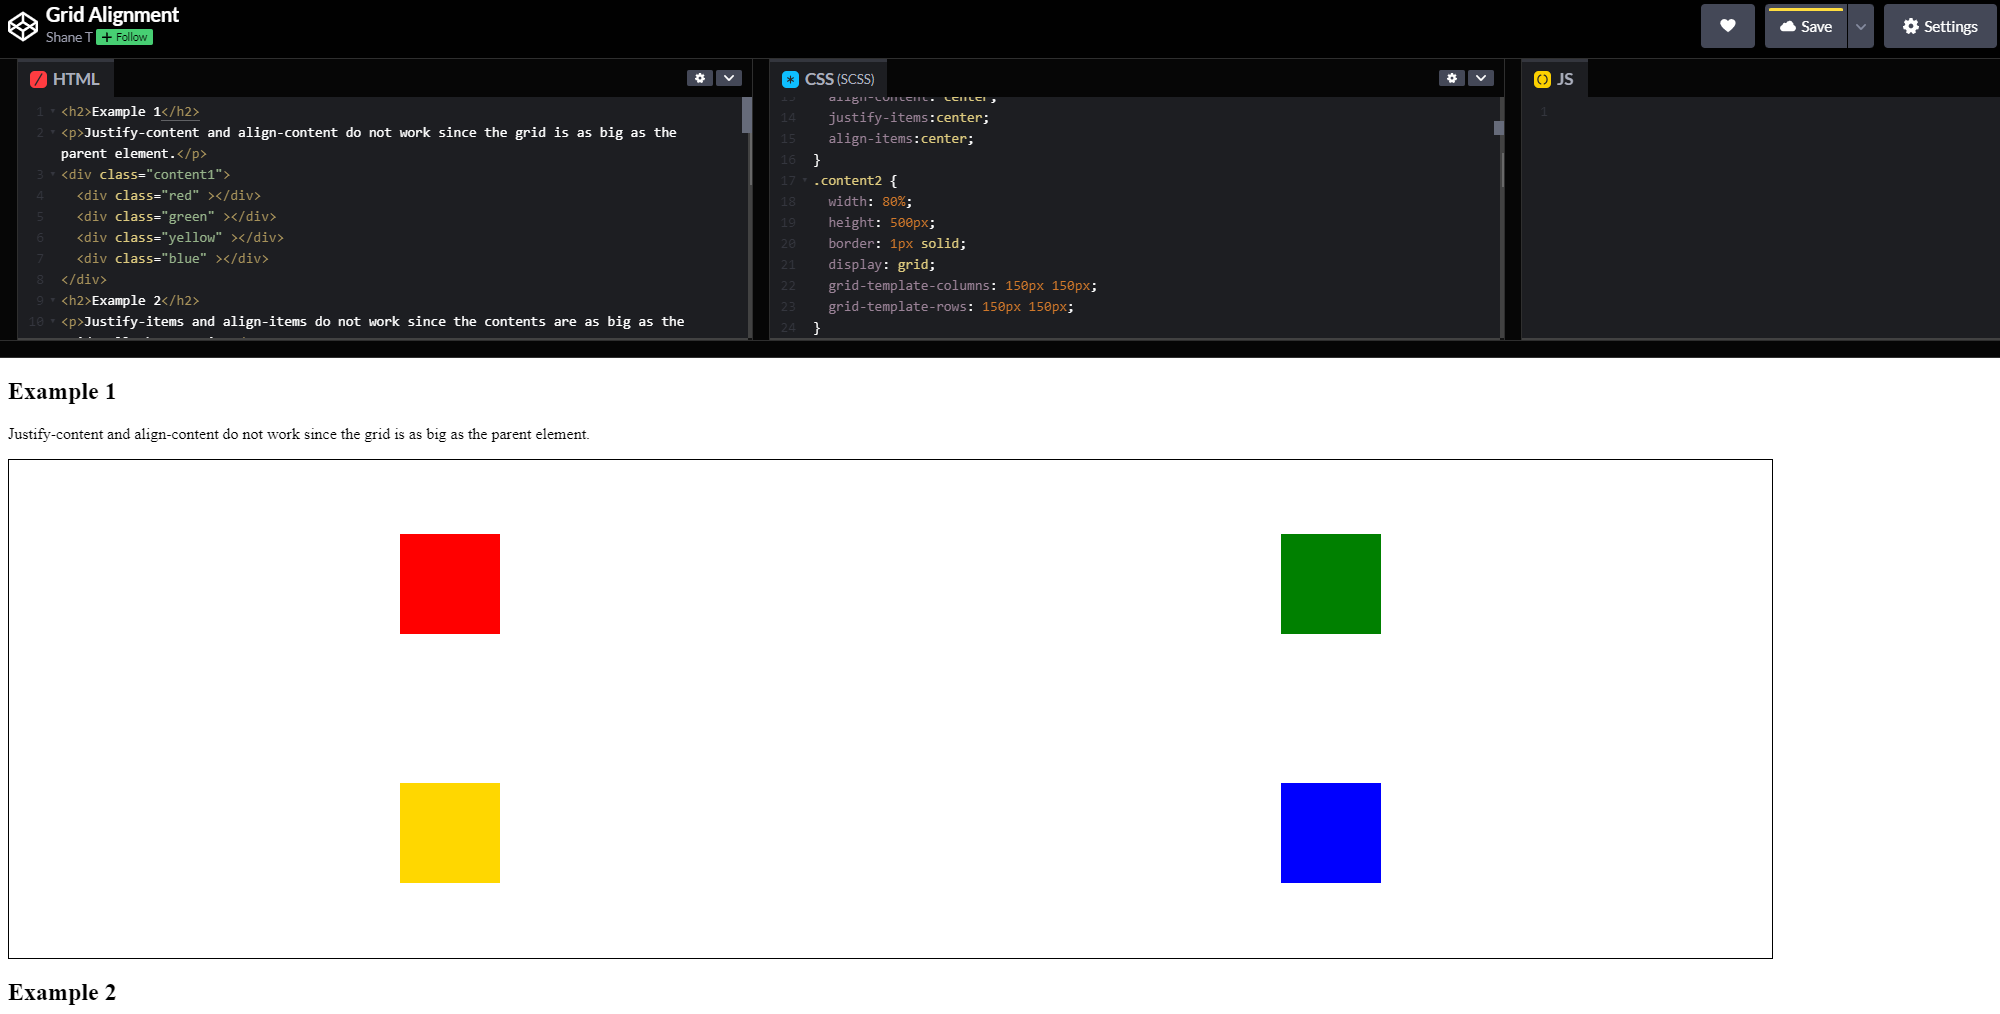 Grid Alignment
Shane T + Follow
Save
Settings
HTML
1 <h2>Example 1</h2>
2 <p>Justify-content and align-content do not work since the grid is as big as the
parent element.</p>
3 <div class="content1">
4 <div class="red" ></div>
5 <div class="green" ></div>
6 <div class="yellow" ></div>
7 <div class="blue" ></div>
8 </div>
9 <h2>Example 2</h2>
10 <p>Justify-items and align-items do not work since the contents are as big as the
CSS (SCSS)
13 align-content: center;
14 justify-items:center;
15 align-items:center;
16 }
17 .content2 {
18 width: 80%;
19 height: 500px;
20 border: 1px solid;
21 display: grid;
22 grid-template-columns: 150px 150px;
23 grid-template-rows: 150px 150px;
24 }
JS
1
Example 1
Justify-content and align-content do not work since the grid is as big as the parent element.
Example 2